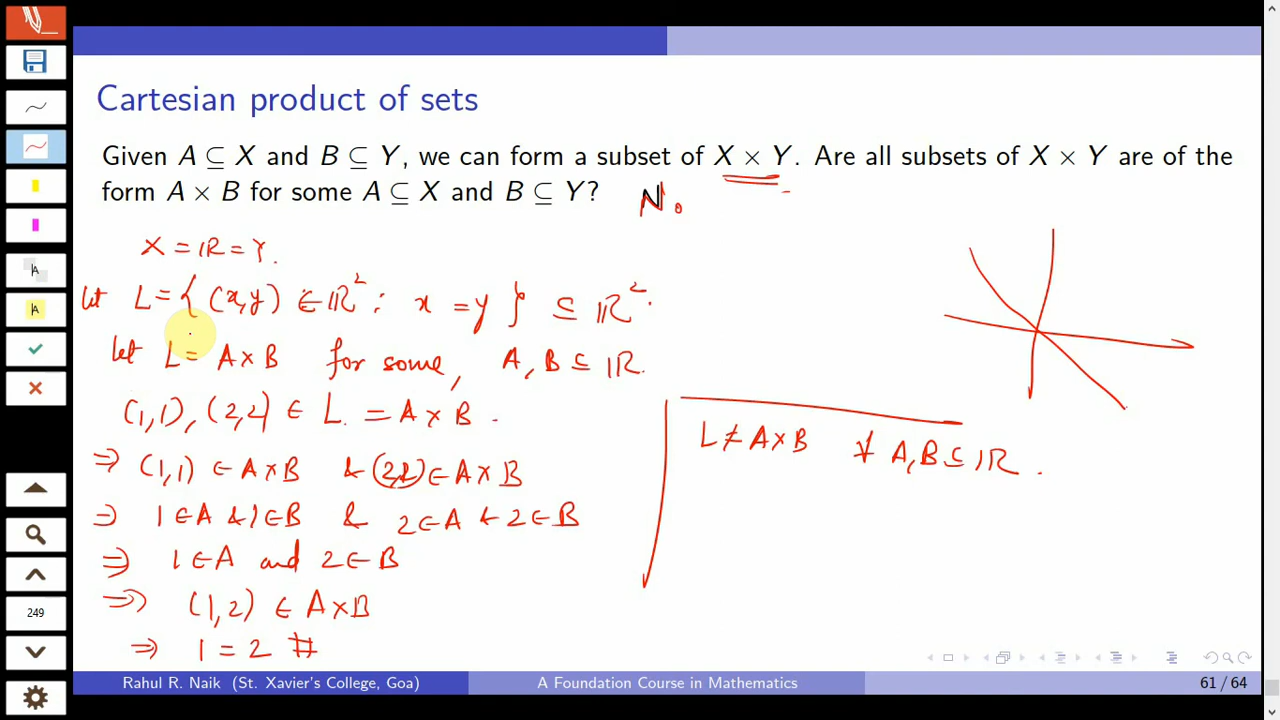 Cartesian product of sets
Given A ⊆ X and B ⊆ Y, we can form a subset of X × Y. Are all subsets of X × Y are of the
form A × B for some A ⊆ X and B ⊆ Y? No
X = ℝ = Y.
let L = { (x,y) ∈ ℝ² : x = y } ⊆ ℝ².
let L = A × B for some, A, B ⊆ ℝ.
(1,1), (2,2) ∈ L = A × B.
⇒ (1,1) ∈ A × B & (2,2) ∈ A × B
⇒ 1 ∈ A & 1 ∈ B & 2 ∈ A & 2 ∈ B
⇒ 1 ∈ A and 2 ∈ B
⇒ (1,2) ∈ A × B
⇒ 1 = 2 #
L ≠ A × B ∀ A, B ⊆ ℝ.
A
A
249
Rahul R. Naik (St. Xavier's College, Goa) A Foundation Course in Mathematics 61 / 64